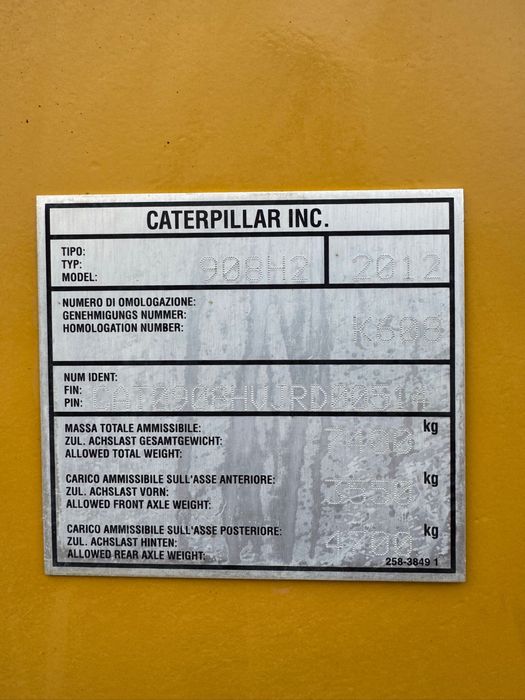 CATERPILLAR INC.
TIPO:
TYP:
MODEL: 908H2 2012
NUMERO DI OMOLOGAZIONE:
GENEHMIGUNGS NUMMER:
HOMOLOGATION NUMBER: K608
NUM IDENT:
FIN:
PIN:
MASSA TOTALE AMMISSIBILE:
ZUL. ACHSLAST GESAMTGEWICHT: kg
ALLOWED TOTAL WEIGHT:
CARICO AMMISSIBILE SULL'ASSE ANTERIORE:
ZUL. ACHSLAST VORN: kg
ALLOWED FRONT AXLE WEIGHT:
CARICO AMMISSIBILE SULL'ASSE POSTERIORE:
ZUL. ACHSLAST HINTEN: 4700 kg
ALLOWED REAR AXLE WEIGHT:
258-3849 1